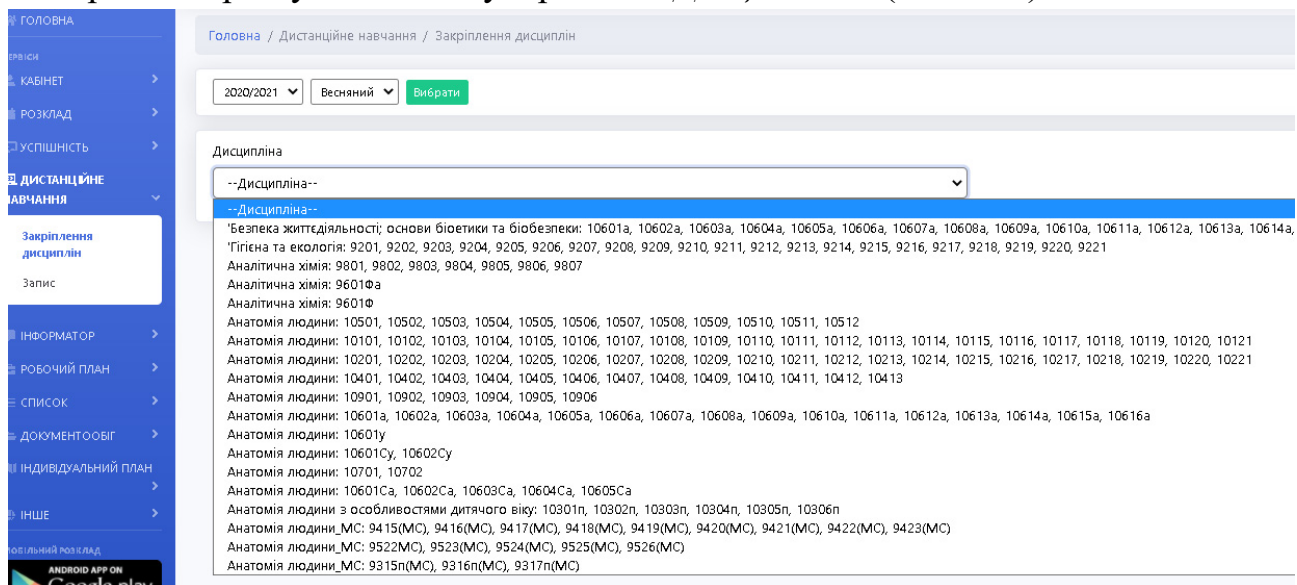 ГОЛОВНА
Головна / Дистанційне навчання / Закріплення дисциплін
КАБІНЕТ
2020/2021 Весняний Вибрати
РОЗКЛАД
УСПІШНІСТЬ
Дисципліна
ДИСТАНЦІЙНЕ
НАВЧАННЯ
--Дисципліна--
--Дисципліна--
Закріплення
дисциплін
Запис
'Безпека життєдіяльності; основи біоетики та біобезпеки: 10601а, 10602а, 10603а, 10604а, 10605а, 10606а, 10607а, 10608а, 10609а, 10610а, 10611а, 10612а, 10613а, 10614а,
'Гігієна та екологія: 9201, 9202, 9203, 9204, 9205, 9206, 9207, 9208, 9209, 9210, 9211, 9212, 9213, 9214, 9215, 9216, 9217, 9218, 9219, 9220, 9221
Аналітична хімія: 9801, 9802, 9803, 9804, 9805, 9806, 9807
Аналітична хімія: 9601Фа
Аналітична хімія: 9601Ф
Анатомія людини: 10501, 10502, 10503, 10504, 10505, 10506, 10507, 10508, 10509, 10510, 10511, 10512
Анатомія людини: 10101, 10102, 10103, 10104, 10105, 10106, 10107, 10108, 10109, 10110, 10111, 10112, 10113, 10114, 10115, 10116, 10117, 10118, 10119, 10120, 10121
Анатомія людини: 10201, 10202, 10203, 10204, 10205, 10206, 10207, 10208, 10209, 10210, 10211, 10212, 10213, 10214, 10215, 10216, 10217, 10218, 10219, 10220, 10221
Анатомія людини: 10401, 10402, 10403, 10404, 10405, 10406, 10407, 10408, 10409, 10410, 10411, 10412, 10413
Анатомія людини: 10901, 10902, 10903, 10904, 10905, 10906
Анатомія людини: 10601а, 10602а, 10603а, 10604а, 10605а, 10606а, 10607а, 10608а, 10609а, 10610а, 10611а, 10612а, 10613а, 10614а, 10615а, 10616а
Анатомія людини: 10601у
Анатомія людини: 10601Су, 10602Су
Анатомія людини: 10701, 10702
Анатомія людини: 10601Са, 10602Са, 10603Са, 10604Са, 10605Са
Анатомія людини з особливостями дитячого віку: 10301п, 10302п, 10303п, 10304п, 10305п, 10306п
Анатомія людини_МС: 9415(МС), 9416(МС), 9417(МС), 9418(МС), 9419(МС), 9420(МС), 9421(МС), 9422(МС), 9423(МС)
Анатомія людини_МС: 9522МС), 9523(МС), 9524(МС), 9525(МС), 9526(МС)
Анатомія людини_МС: 9315п(МС), 9316п(МС), 9317п(МС)
ІНФОРМАТОР
РОБОЧИЙ ПЛАН
СПИСОК
ДОКУМЕНТООБІГ
ІНДИВІДУАЛЬНИЙ ПЛАН
ІНШЕ
РОЗКЛАД
ANDROID APP ON